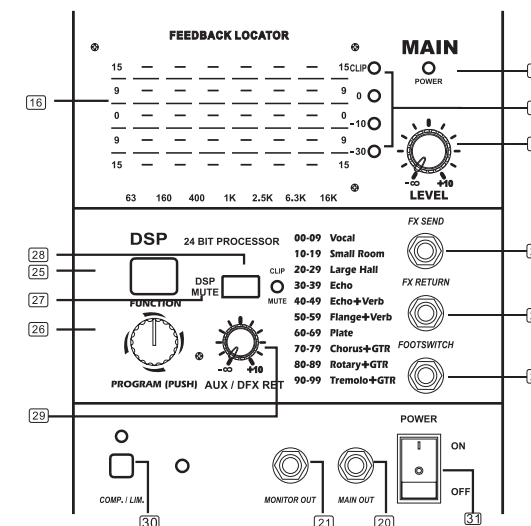 FEEDBACK LOCATOR
MAIN
15 15 CLIP
POWER
9 9 0
16
0 0 -10
9 9 -30
15 15
-∞ +10
LEVEL
63 160 400 1K 2.5K 6.3K 16K
FX SEND
DSP 24 BIT PROCESSOR
28
25
27
DSP MUTE
CLIP
MUTE
FUNCTION
00-09 Vocal
10-19 Small Room
20-29 Large Hall
30-39 Echo
40-49 Echo+Verb
50-59 Flange+Verb
60-69 Plate
70-79 Chorus+GTR
80-89 Rotary+GTR
90-99 Tremolo+GTR
FX RETURN
FOOTSWITCH
26
-∞ +10
PROGRAM (PUSH) AUX / DFX RET
29
POWER
ON
OFF
COMP. / LIM.
MONITOR OUT
MAIN OUT
30
21
20
31